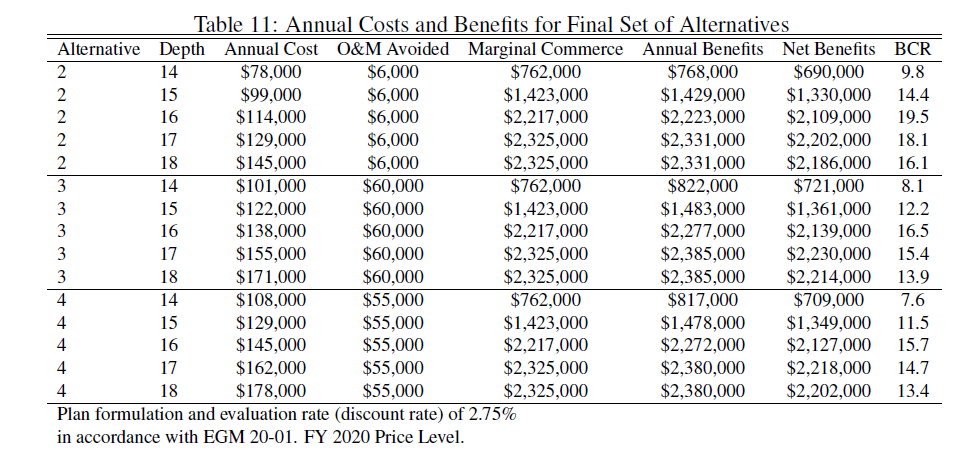 Table 11: Annual Costs and Benefits for Final Set of Alternatives
Alternative Depth Annual Cost O&M Avoided Marginal Commerce Annual Benefits Net Benefits BCR
2 14 $78,000 $6,000 $762,000 $768,000 $690,000 9.8
2 15 $99,000 $6,000 $1,423,000 $1,429,000 $1,330,000 14.4
2 16 $114,000 $6,000 $2,217,000 $2,223,000 $2,109,000 19.5
2 17 $129,000 $6,000 $2,325,000 $2,331,000 $2,202,000 18.1
2 18 $145,000 $6,000 $2,325,000 $2,331,000 $2,186,000 16.1
3 14 $101,000 $60,000 $762,000 $822,000 $721,000 8.1
3 15 $122,000 $60,000 $1,423,000 $1,483,000 $1,361,000 12.2
3 16 $138,000 $60,000 $2,217,000 $2,277,000 $2,139,000 16.5
3 17 $155,000 $60,000 $2,325,000 $2,385,000 $2,230,000 15.4
3 18 $171,000 $60,000 $2,325,000 $2,385,000 $2,214,000 13.9
4 14 $108,000 $55,000 $762,000 $817,000 $709,000 7.6
4 15 $129,000 $55,000 $1,423,000 $1,478,000 $1,349,000 11.5
4 16 $145,000 $55,000 $2,217,000 $2,272,000 $2,127,000 15.7
4 17 $162,000 $55,000 $2,325,000 $2,380,000 $2,218,000 14.7
4 18 $178,000 $55,000 $2,325,000 $2,380,000 $2,202,000 13.4
Plan formulation and evaluation rate (discount rate) of 2.75%
in accordance with EGM 20-01. FY 2020 Price Level.